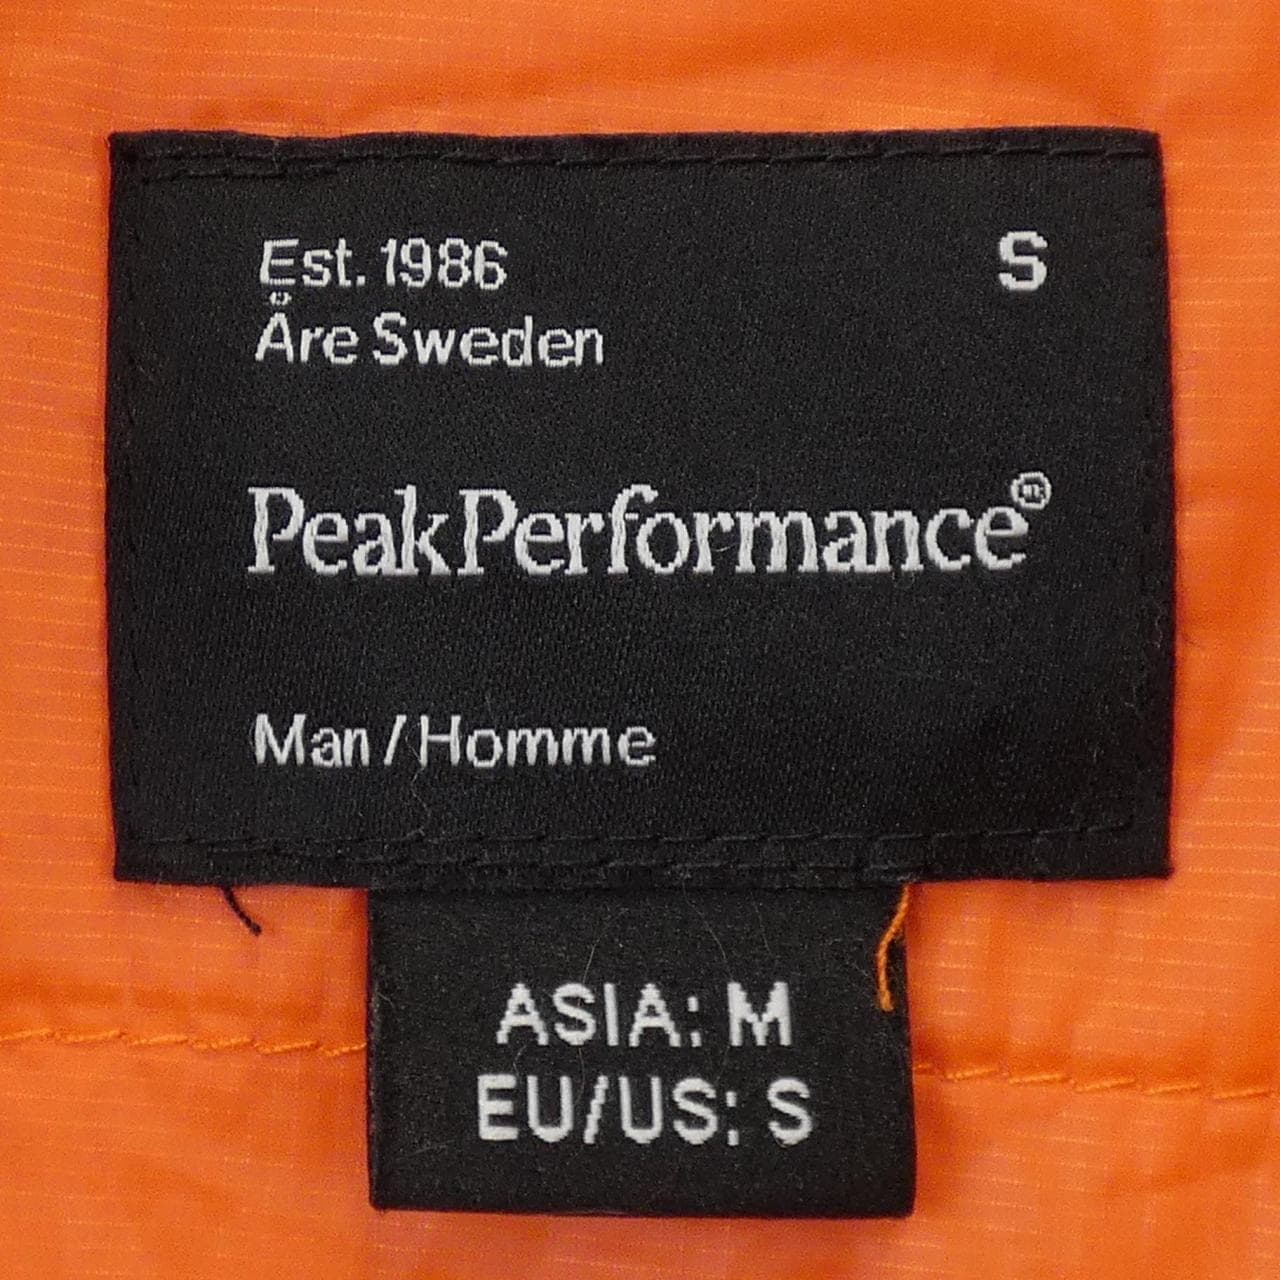 Est. 1986
S
Åre Sweden
PeakPerformance®
Man / Homme
ASIA: M
EU/US: S